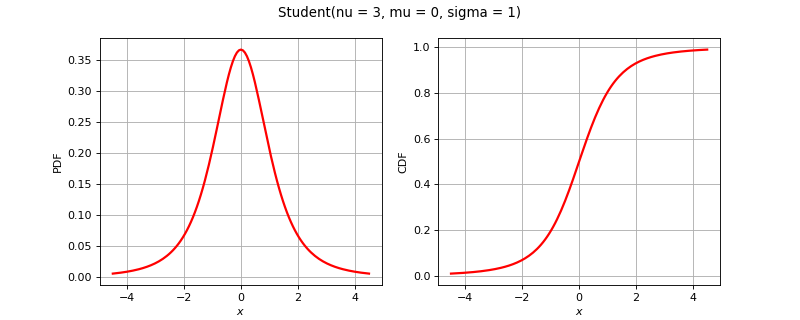 Student(nu = 3, mu = 0, sigma = 1)
PDF
0.35
0.30
0.25
0.20
0.15
0.10
0.05
0.00
−4 −2 0 2 4
x
CDF
1.0
0.8
0.6
0.4
0.2
0.0
−4 −2 0 2 4
x